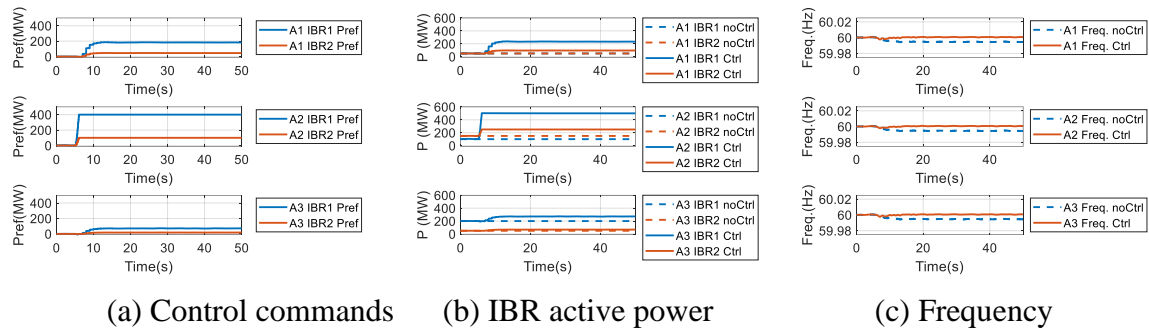 Pref(MW)
400
200
0
0 10 20 30 40 50
Time(s)
A1 IBR1 Pref
A1 IBR2 Pref
Pref(MW)
400
200
0
0 10 20 30 40 50
Time(s)
A2 IBR1 Pref
A2 IBR2 Pref
Pref(MW)
400
200
0
0 10 20 30 40 50
Time(s)
A3 IBR1 Pref
A3 IBR2 Pref
(a) Control commands
P (MW)
600
400
200
0
0 20 40
Time(s)
A1 IBR1 noCtrl
A1 IBR2 noCtrl
A1 IBR1 Ctrl
A1 IBR2 Ctrl
P (MW)
600
400
200
0
0 20 40
Time(s)
A2 IBR1 noCtrl
A2 IBR2 noCtrl
A2 IBR1 Ctrl
A2 IBR2 Ctrl
P (MW)
600
400
200
0
0 20 40
Time(s)
A3 IBR1 noCtrl
A3 IBR2 noCtrl
A3 IBR1 Ctrl
A3 IBR2 Ctrl
(b) IBR active power
Freq.(Hz)
60.02
60
59.98
0 20 40
Time(s)
A1 Freq. noCtrl
A1 Freq. Ctrl
Freq.(Hz)
60.02
60
59.98
0 20 40
Time(s)
A2 Freq. noCtrl
A2 Freq. Ctrl
Freq.(Hz)
60.02
60
59.98
0 20 40
Time(s)
A3 Freq. noCtrl
A3 Freq. Ctrl
(c) Frequency